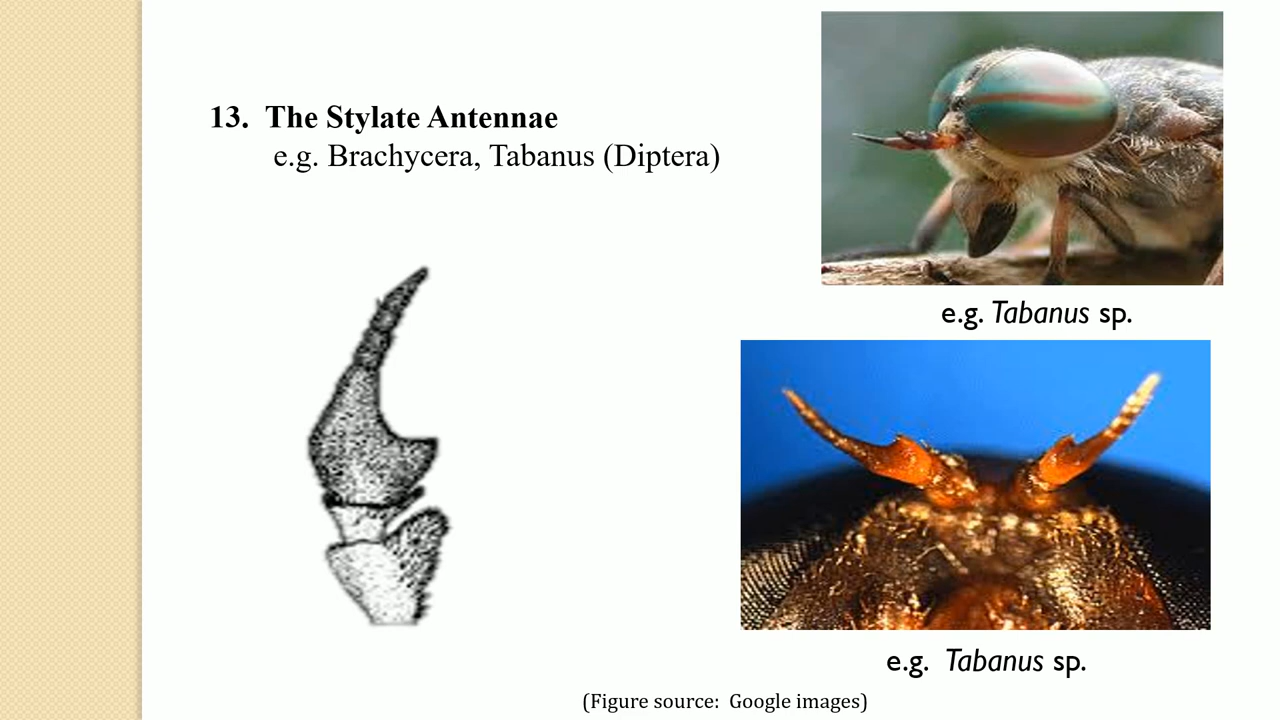 13. The Stylate Antennae
e.g. Brachycera, Tabanus (Diptera)
e.g. Tabanus sp.
e.g. Tabanus sp.
(Figure source: Google images)